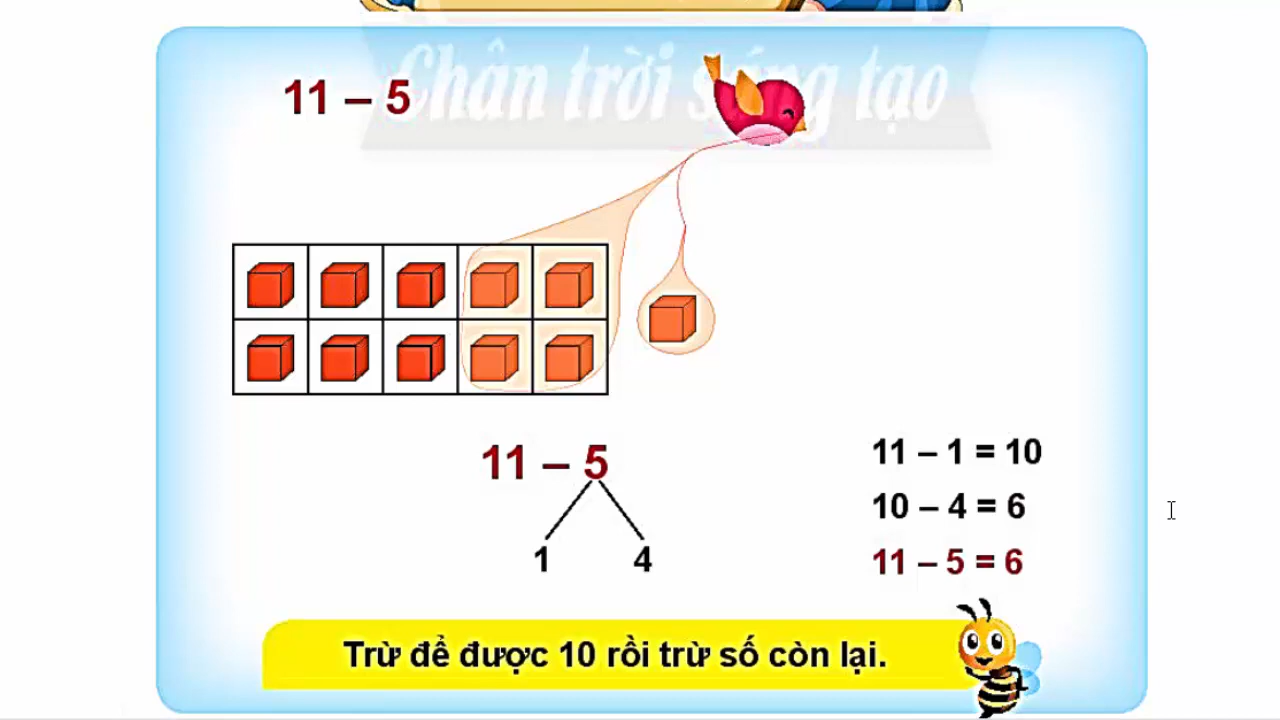 Chân trời sáng tạo
11 – 5
11 – 5
1 4
11 – 1 = 10
10 – 4 = 6
11 – 5 = 6
Trừ để được 10 rồi trừ số còn lại.